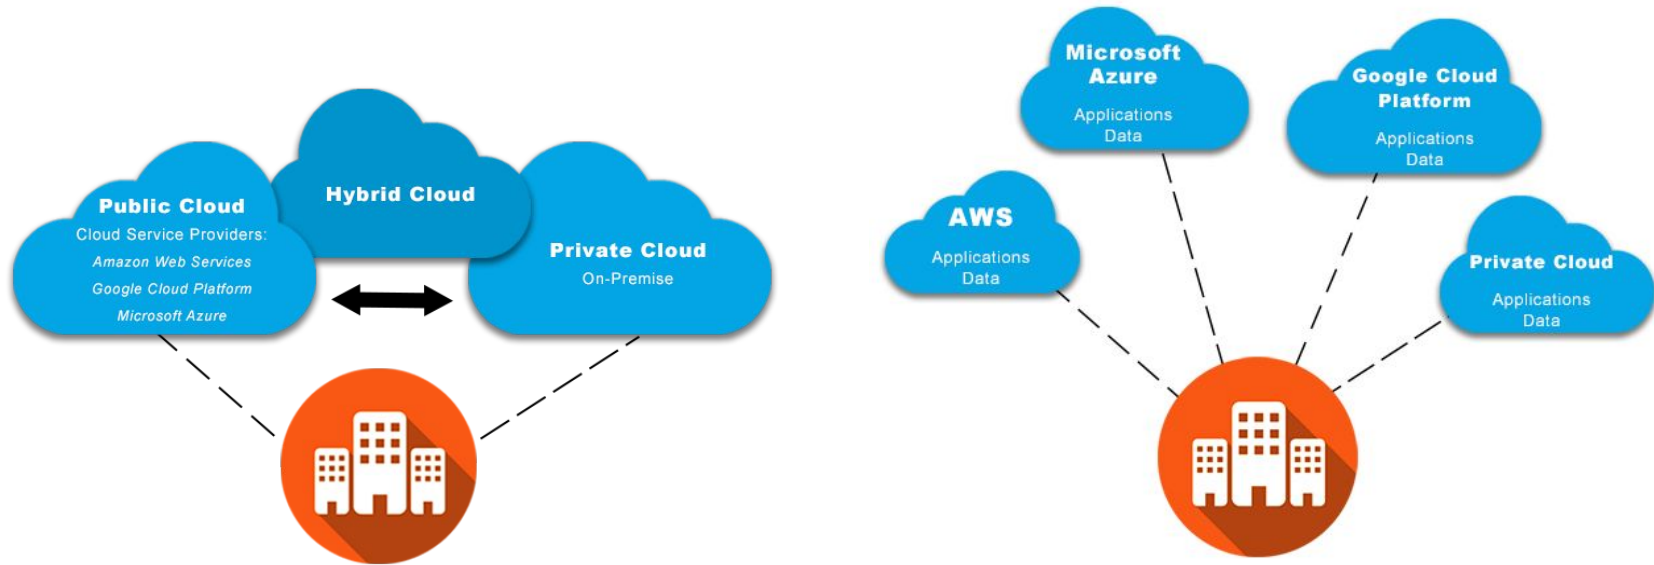 Hybrid Cloud
Public Cloud
Cloud Service Providers:
Amazon Web Services
Google Cloud Platform
Microsoft Azure
Private Cloud
On-Premise
Microsoft
Azure
Applications
Data
Google Cloud
Platform
Applications
Data
AWS
Applications
Data
Private Cloud
Applications
Data